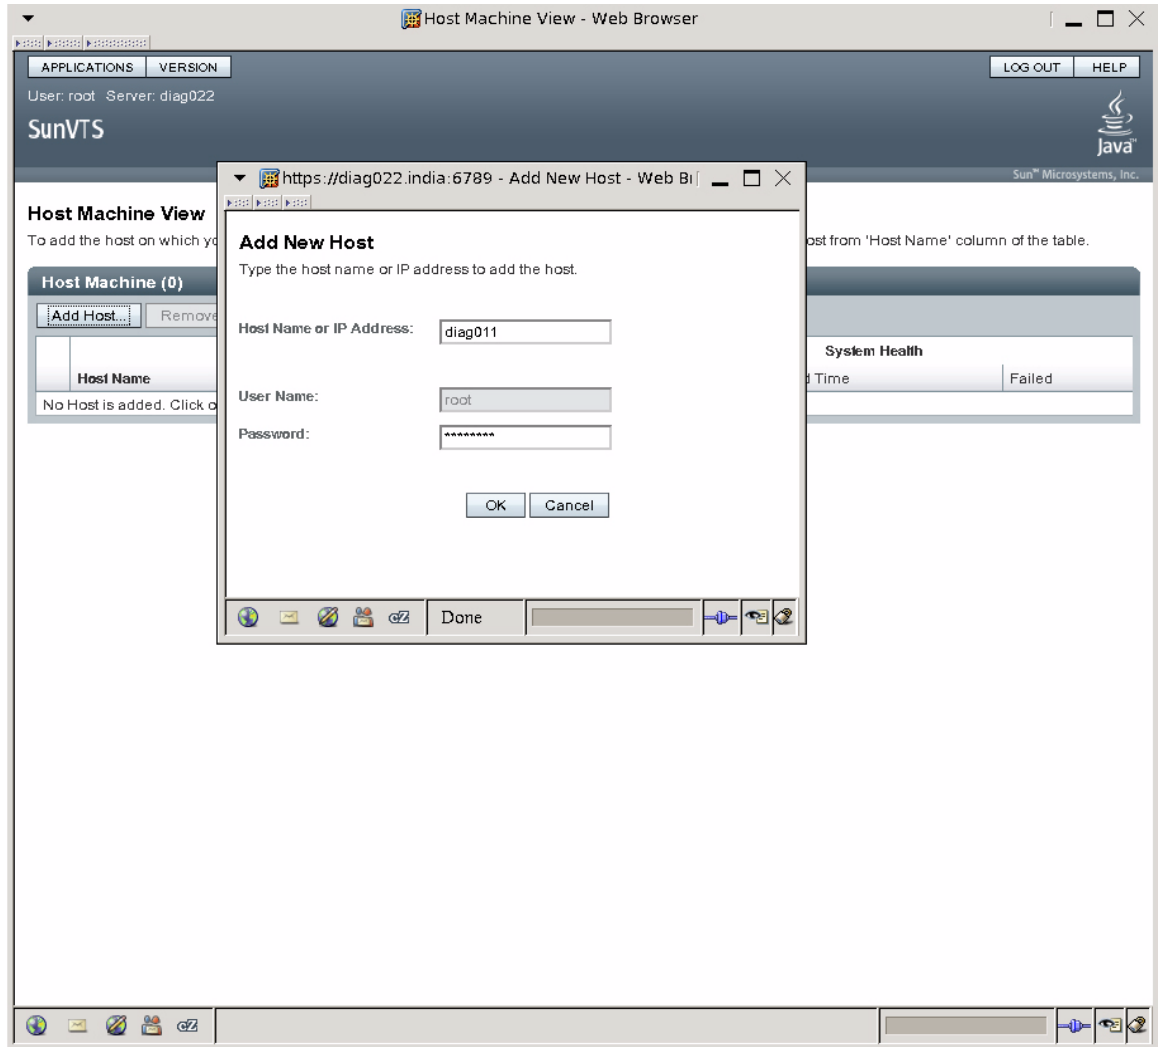 Host Machine View - Web Browser
APPLICATIONS VERSION LOG OUT HELP
User: root Server: diag022
SunVTS
Java™
Sun™ Microsystems, Inc.
Host Machine View
To add the host on which yo
ost from 'Host Name' column of the table.
Host Machine (0)
Add Host... Remove
System Health
Host Name
d Time
Failed
No Host is added. Click o
https://diag022.india:6789 - Add New Host - Web Br
Add New Host
Type the host name or IP address to add the host.
Host Name or IP Address: diag011
User Name: root
Password: ********
OK Cancel
Done